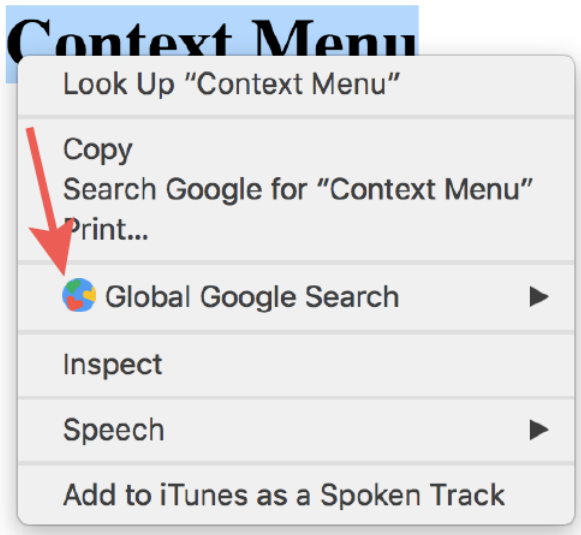 Context Menu
Look Up “Context Menu”
Copy
Search Google for “Context Menu”
Print...
Global Google Search
Inspect
Speech
Add to iTunes as a Spoken Track